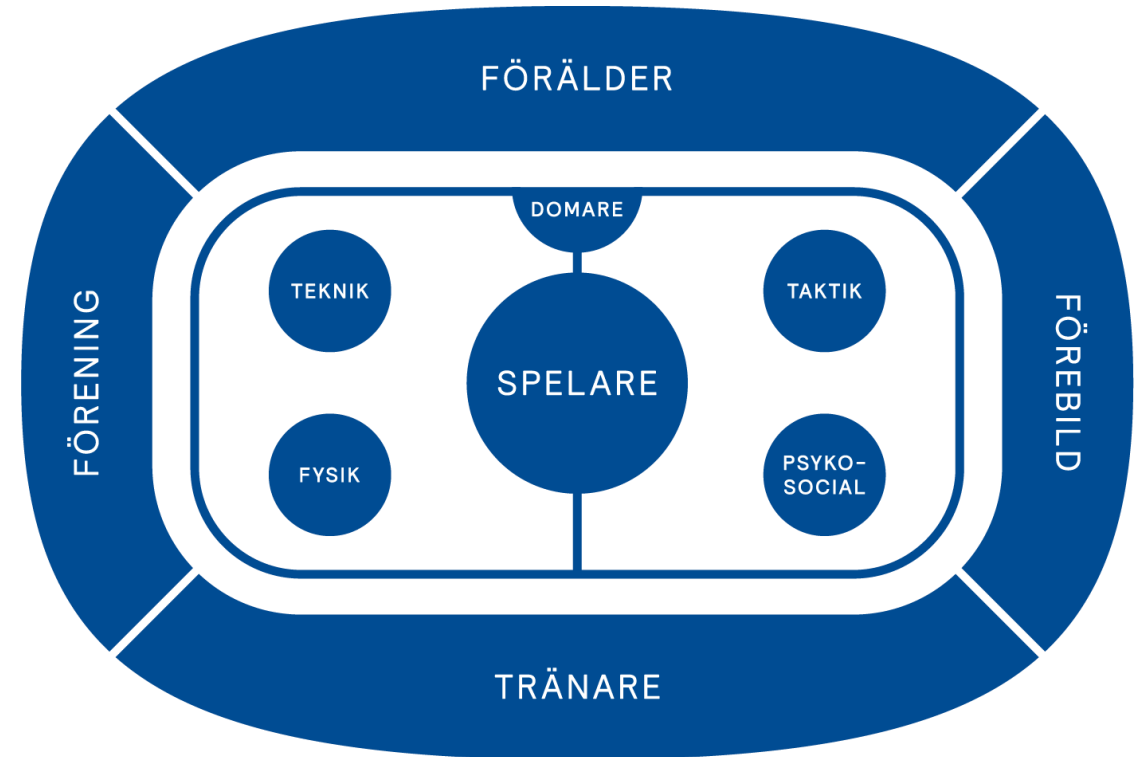 FÖRÄLDER
DOMARE
TEKNIK
TAKTIK
FÖRENING
SPELARE
FÖREBILD
FYSIK
PSYKO-
SOCIAL
TRÄNARE